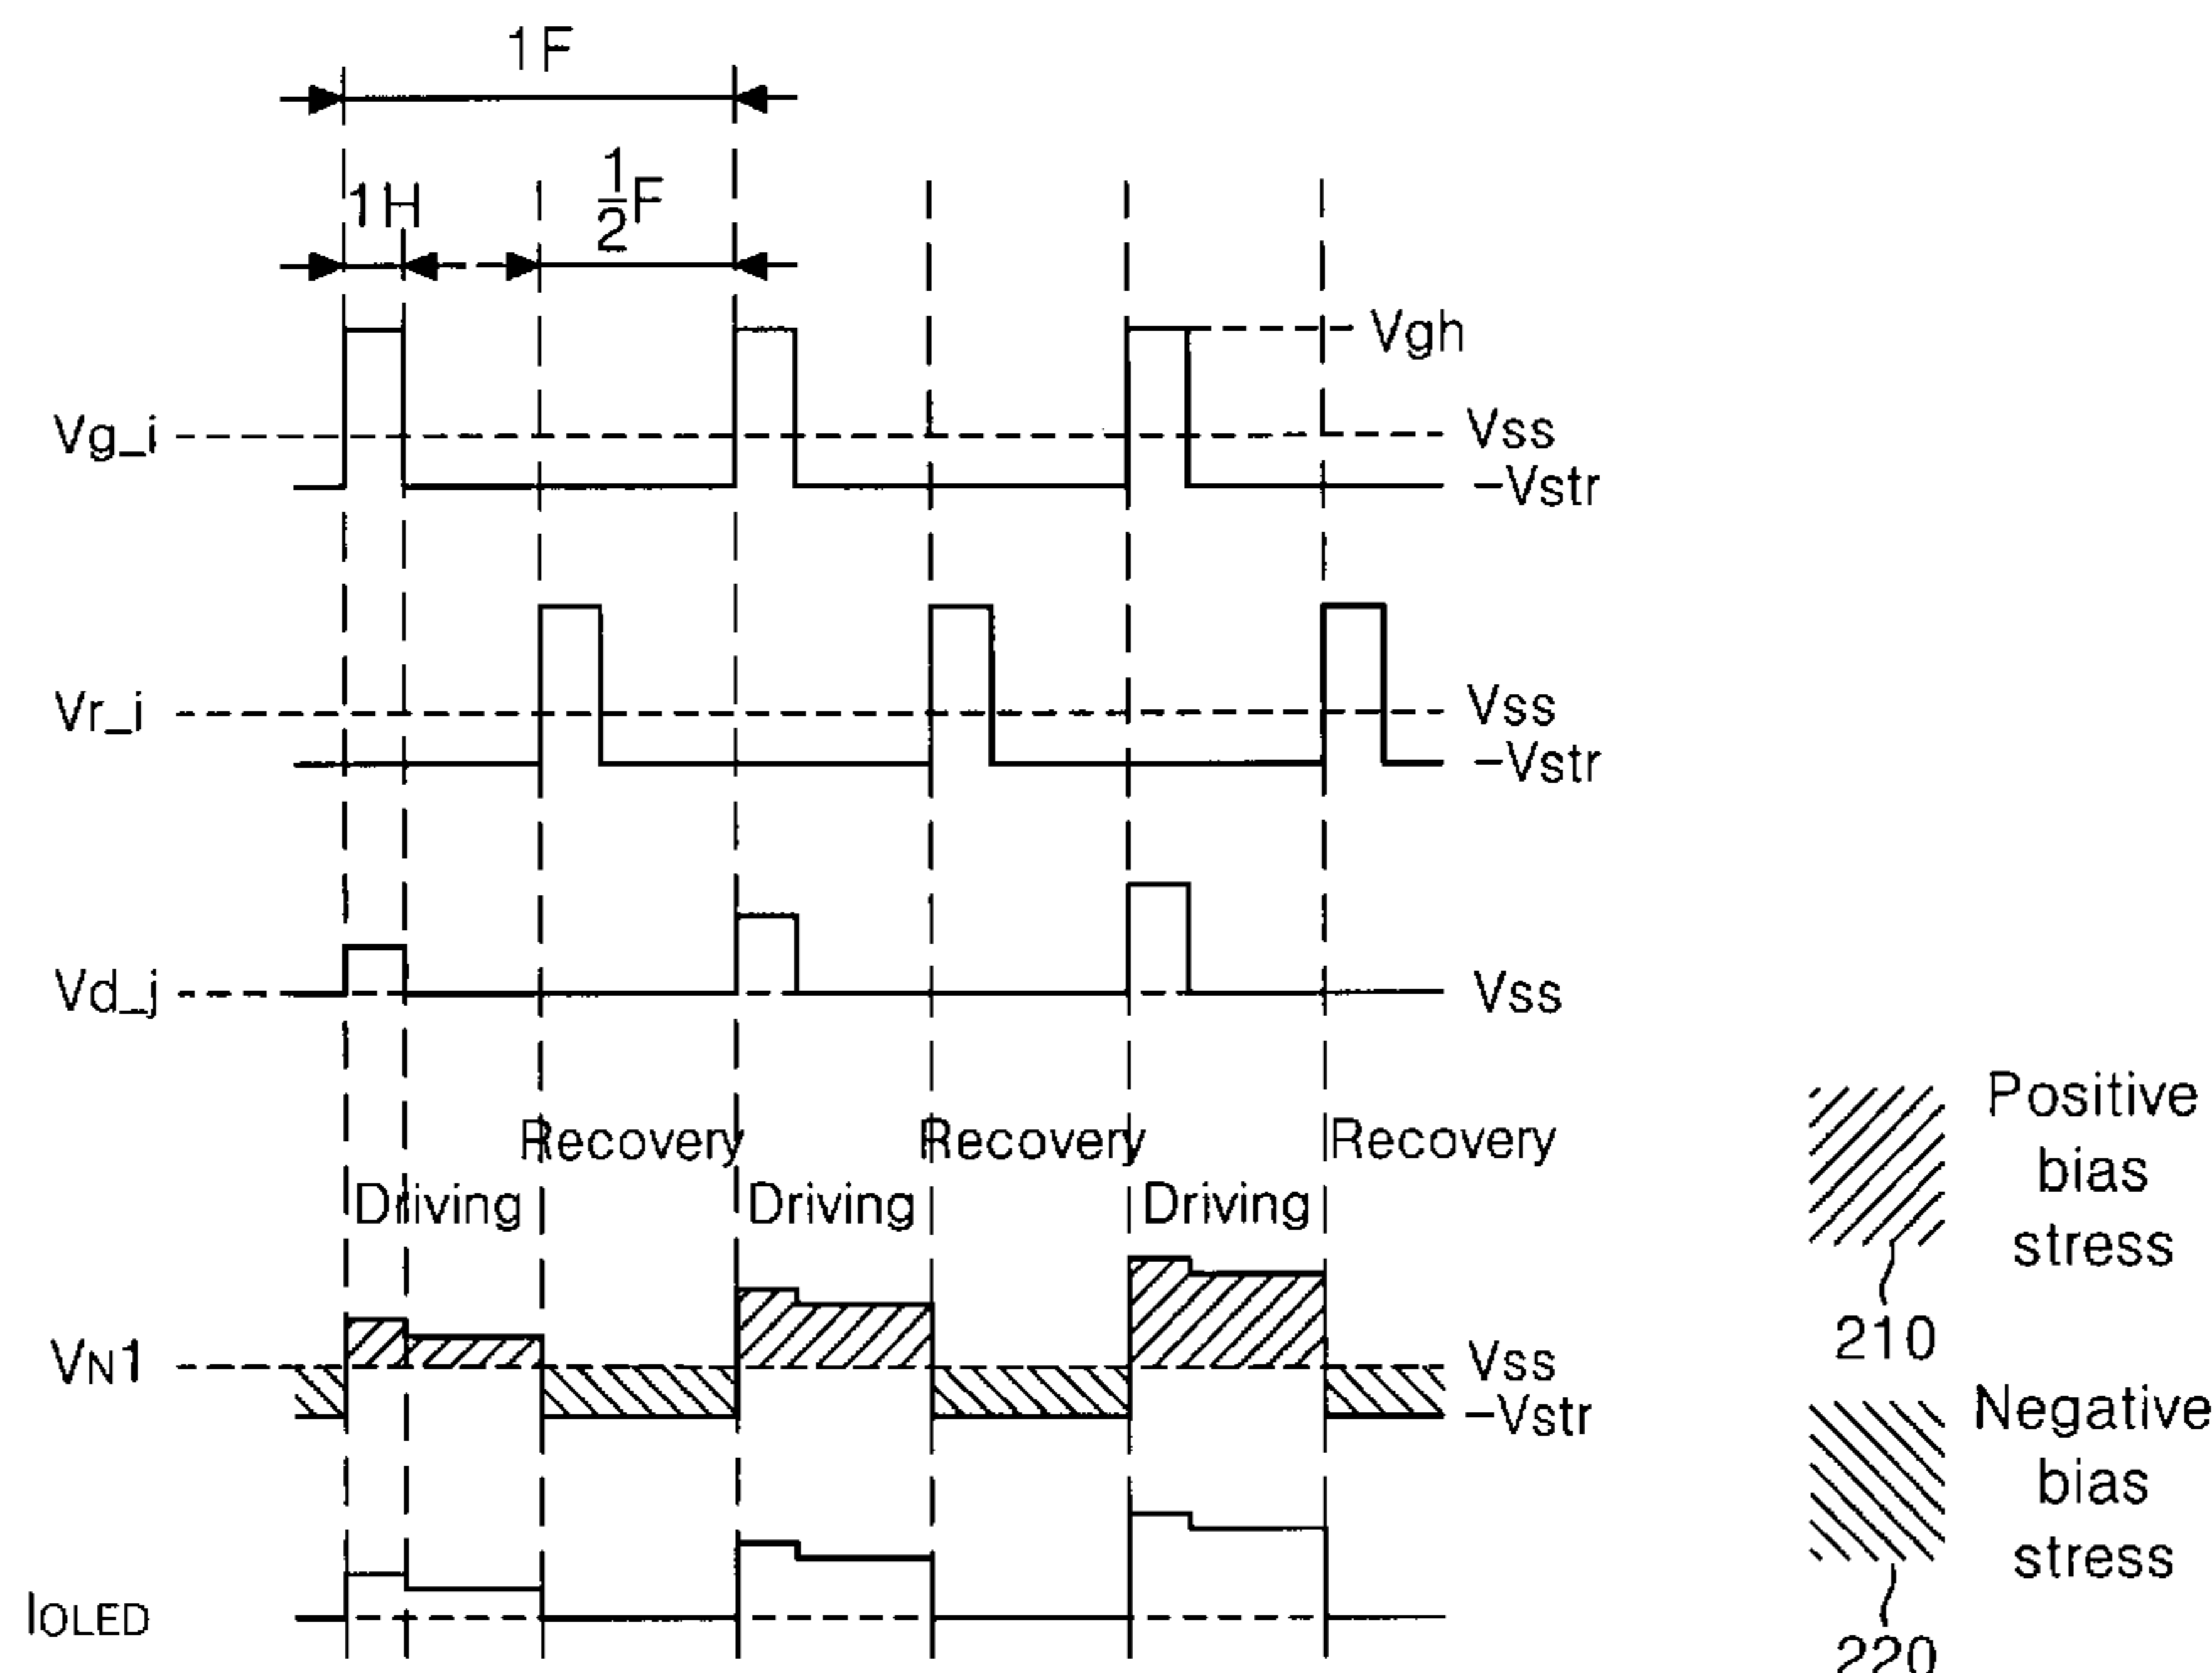 1F
1H
1/2F
Vgh
Vg_i
Vss
-Vstr
Vr_i
Vss
-Vstr
Vd_j
Vss
Recovery
Recovery
Recovery
Driving
Driving
Driving
VN1
Vss
-Vstr
IOLED
Positive
bias
stress
210
Negative
bias
stress
220